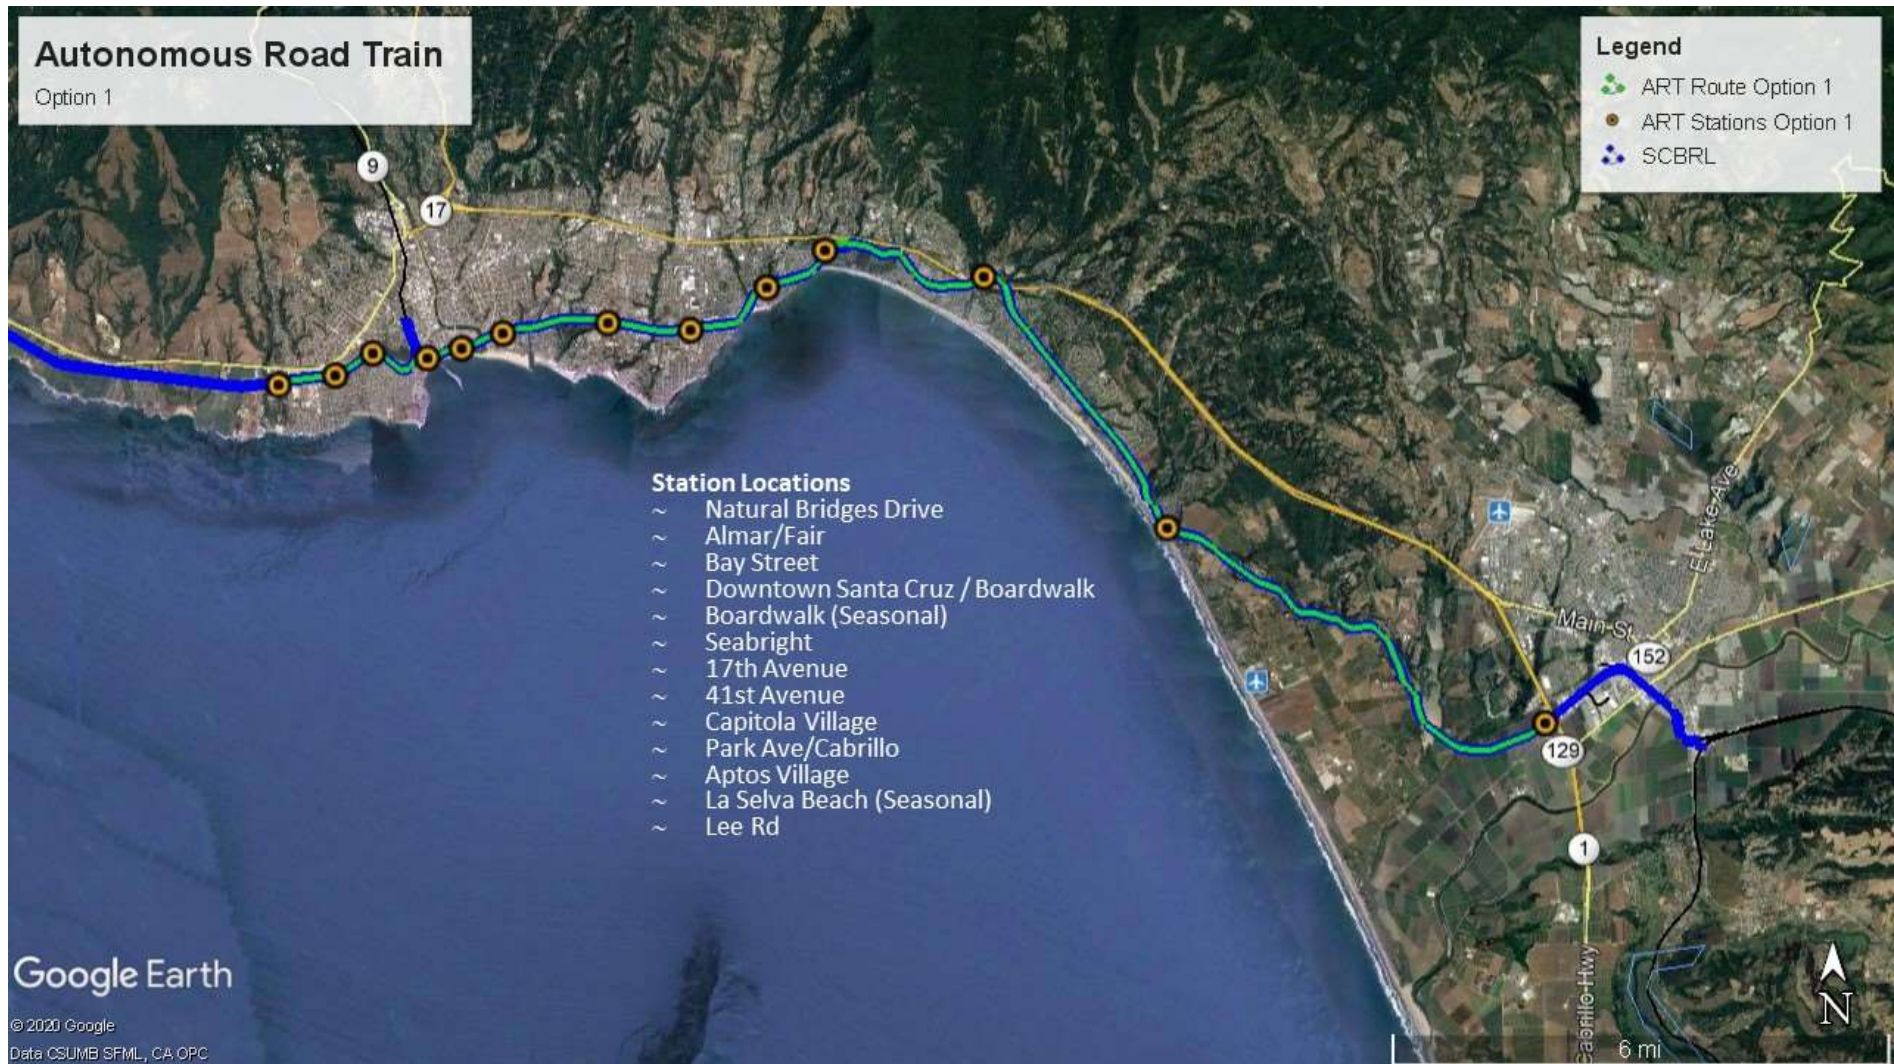 Autonomous Road Train
Option 1
Legend
ART Route Option 1
ART Stations Option 1
SCBRL
9
17
Station Locations
~ Natural Bridges Drive
~ Almar/Fair
~ Bay Street
~ Downtown Santa Cruz / Boardwalk
~ Boardwalk (Seasonal)
~ Seabright
~ 17th Avenue
~ 41st Avenue
~ Capitola Village
~ Park Ave/Cabrillo
~ Aptos Village
~ La Selva Beach (Seasonal)
~ Lee Rd
E Lake Ave
Main St
152
129
1
Cabrillo Hwy
Google Earth
© 2020 Google
Data CSUMB SFML, CA OPC
N
6 mi